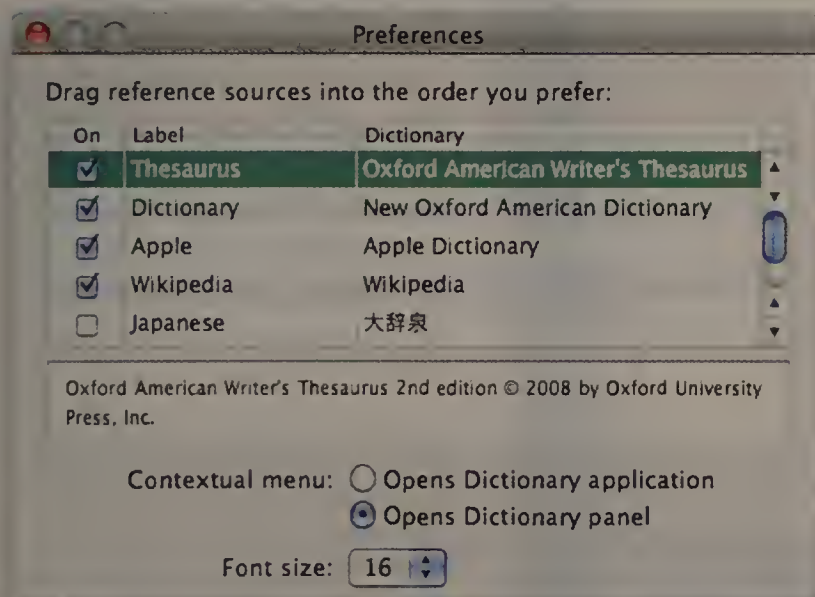 Preferences
Drag reference sources into the order you prefer:
On Label Dictionary
Thesaurus Oxford American Writer's Thesaurus
Dictionary New Oxford American Dictionary
Apple Apple Dictionary
Wikipedia Wikipedia
Japanese 大辞泉
Oxford American Writer's Thesaurus 2nd edition © 2008 by Oxford University
Press, Inc.
Contextual menu: Opens Dictionary application
Opens Dictionary panel
Font size: 16